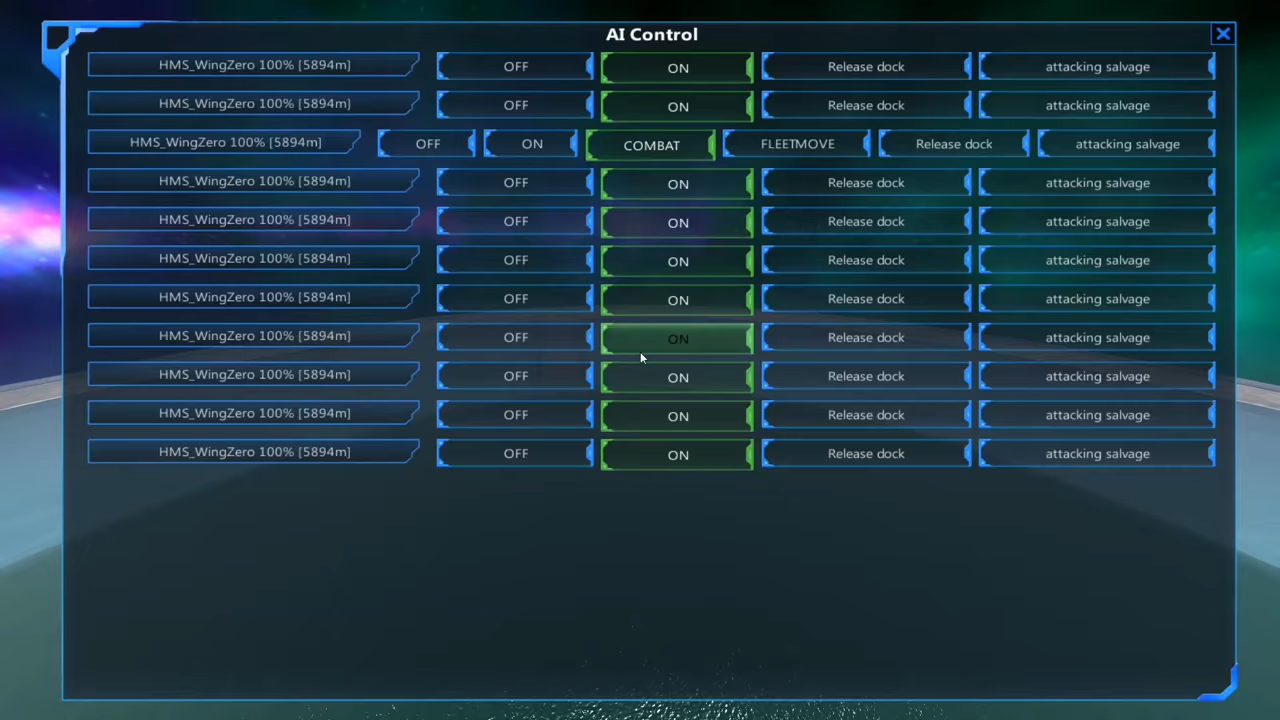 AI Control
HMS_WingZero 100% [5894m] OFF ON Release dock attacking salvage
HMS_WingZero 100% [5894m] OFF ON Release dock attacking salvage
HMS_WingZero 100% [5894m] OFF ON COMBAT FLEETMOVE Release dock attacking salvage
HMS_WingZero 100% [5894m] OFF ON Release dock attacking salvage
HMS_WingZero 100% [5894m] OFF ON Release dock attacking salvage
HMS_WingZero 100% [5894m] OFF ON Release dock attacking salvage
HMS_WingZero 100% [5894m] OFF ON Release dock attacking salvage
HMS_WingZero 100% [5894m] OFF ON Release dock attacking salvage
HMS_WingZero 100% [5894m] OFF ON Release dock attacking salvage
HMS_WingZero 100% [5894m] OFF ON Release dock attacking salvage
HMS_WingZero 100% [5894m] OFF ON Release dock attacking salvage